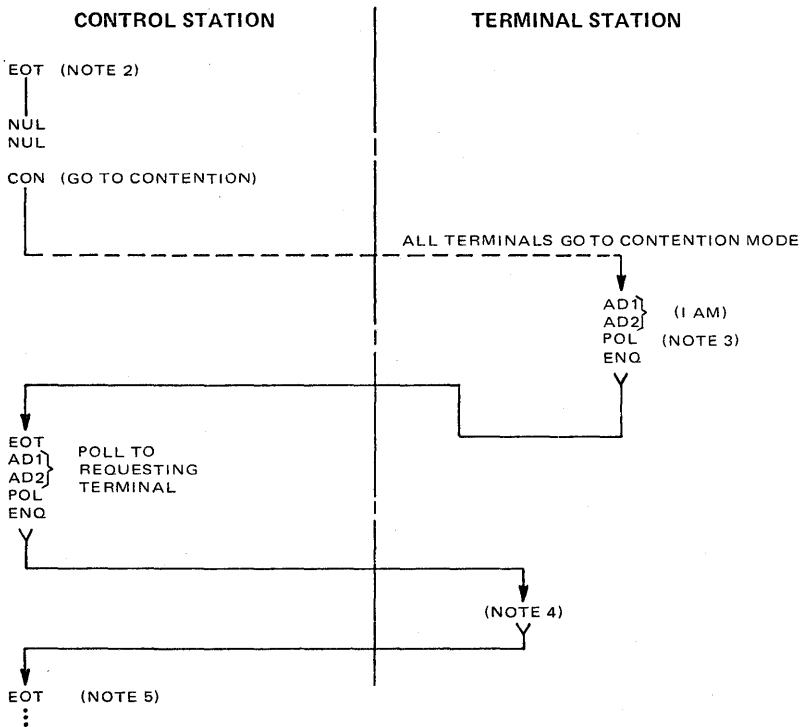 CONTROL STATION
TERMINAL STATION
EOT (NOTE 2)
NUL
NUL
CON (GO TO CONTENTION)
ALL TERMINALS GO TO CONTENTION MODE
AD1
AD2
(I AM)
POL (NOTE 3)
ENQ
EOT
AD1
AD2
POL
ENQ
POLL TO
REQUESTING
TERMINAL
(NOTE 4)
EOT (NOTE 5)